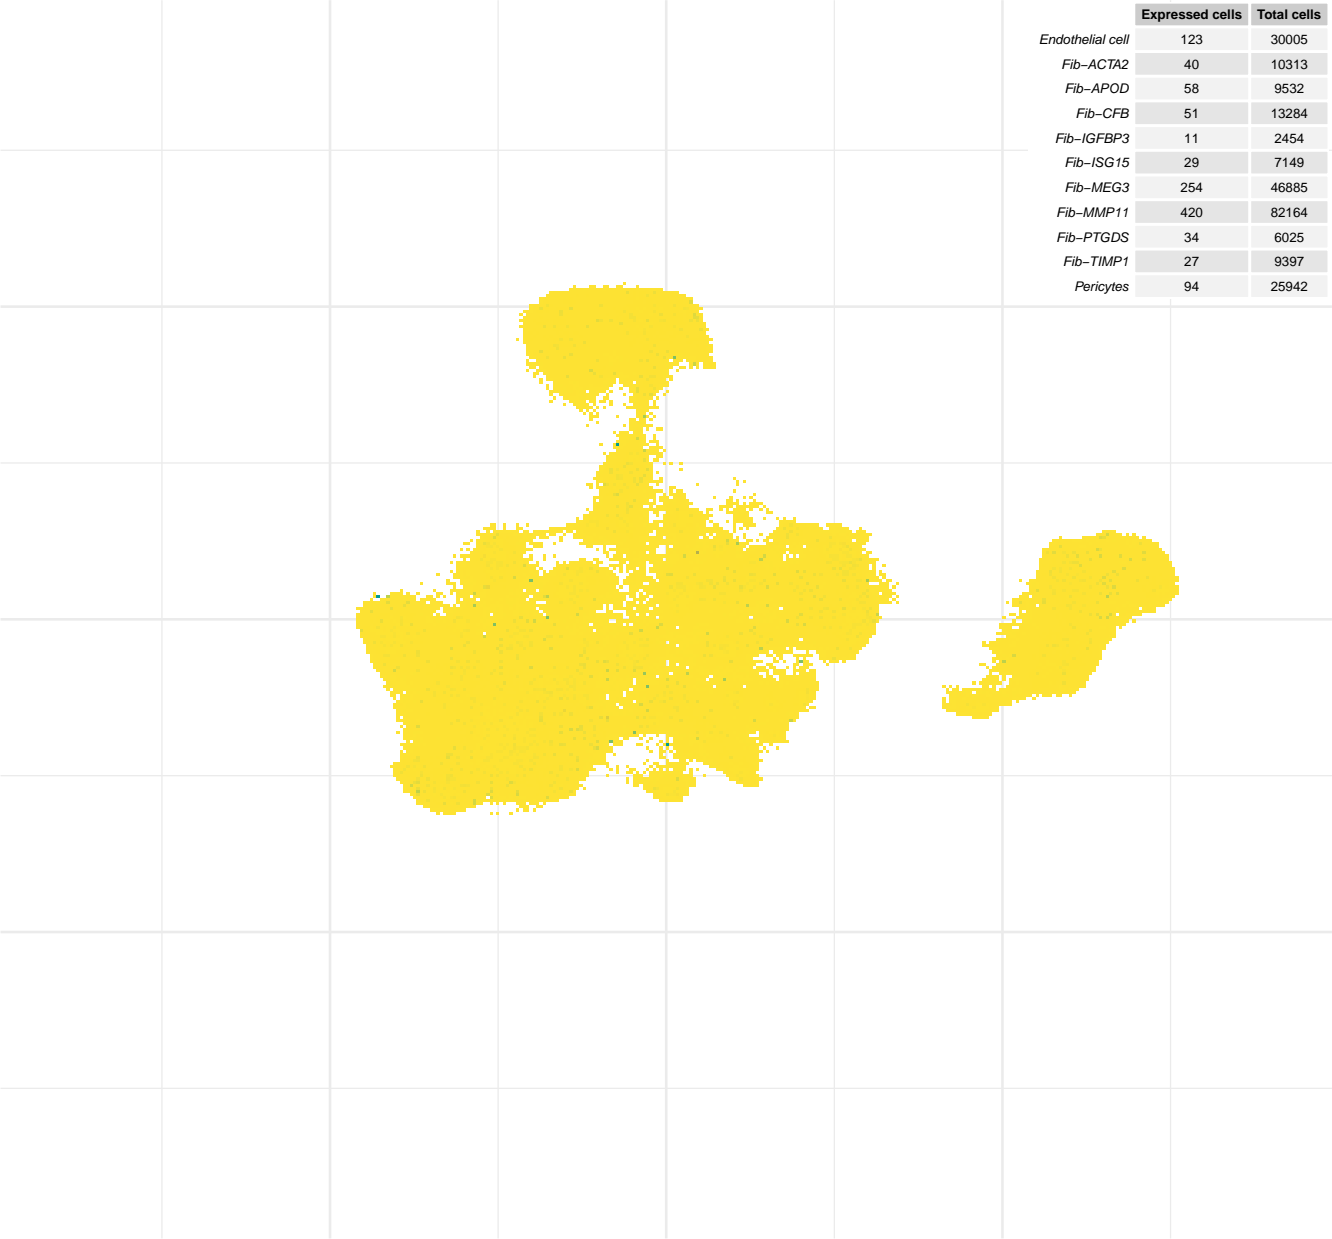 Expressed cells Total cells
Endothelial cell 123 30005
Fib−ACTA2 40 10313
Fib−APOD 58 9532
Fib−CFB 51 13284
Fib−IGFBP3 11 2454
Fib−ISG15 29 7149
Fib−MEG3 254 46885
Fib−MMP11 420 82164
Fib−PTGDS 34 6025
Fib−TIMP1 27 9397
Pericytes 94 25942